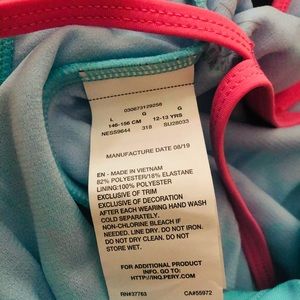 030873129258
L G G
146-156 CM 12-13 YRS
NESS9644 318 SU28033
MANUFACTURE DATE 08/19
EN - MADE IN VIETNAM
82% POLYESTER/18% ELASTANE
LINING:100% POLYESTER
EXCLUSIVE OF TRIM
EXCLUSIVE OF DECORATION
AFTER EACH WEARING HAND WASH
COLD SEPARATELY.
NON-CHLORINE BLEACH IF
NEEDED. LINE DRY. DO NOT IRON.
DO NOT DRY CLEAN. DO NOT
STORE WET.
FOR ADDITIONAL PRODUCT
INFO. GO TO:
HTTP://INQ.PERY.COM
RN#37763 CA#55972